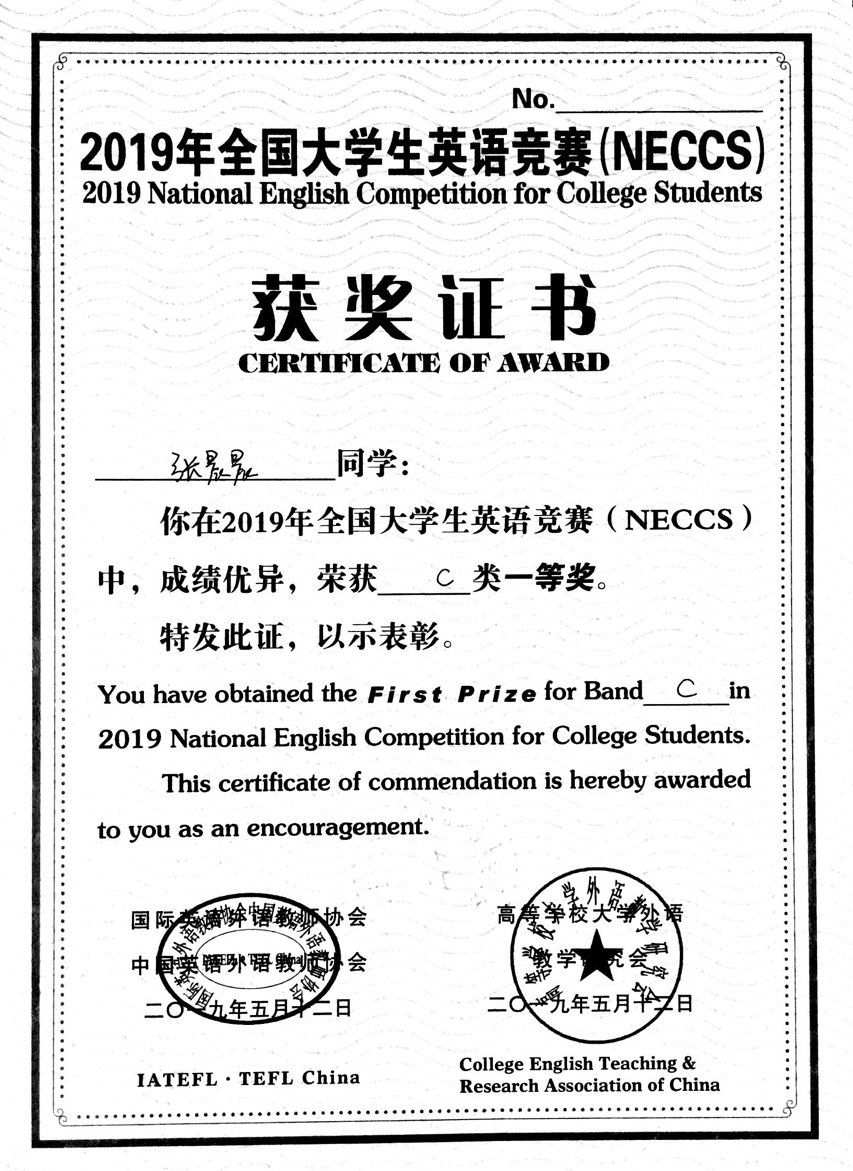 No.
2019年全国大学生英语竞赛(NECCS)
2019 National English Competition for College Students
获奖证书
CERTIFICATE OF AWARD
张晨晨同学:
你在2019年全国大学生英语竞赛(NECCS)
中,成绩优异,荣获 C 类一等奖。
特发此证,以示表彰。
You have obtained the First Prize for Band C in
2019 National English Competition for College Students.
This certificate of commendation is hereby awarded
to you as an encouragement.
国际英语外语教师协会
中国英语外语教师协会
二〇一九年五月十二日
IATEFL · TEFL China
高等学校大学外语
教学研究会
二〇一九年五月十二日
College English Teaching &
Research Association of China